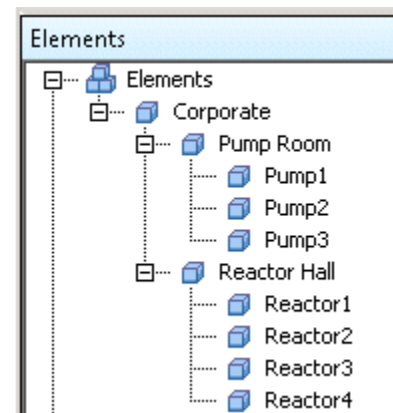 Elements
Elements
Corporate
Pump Room
Pump1
Pump2
Pump3
Reactor Hall
Reactor1
Reactor2
Reactor3
Reactor4